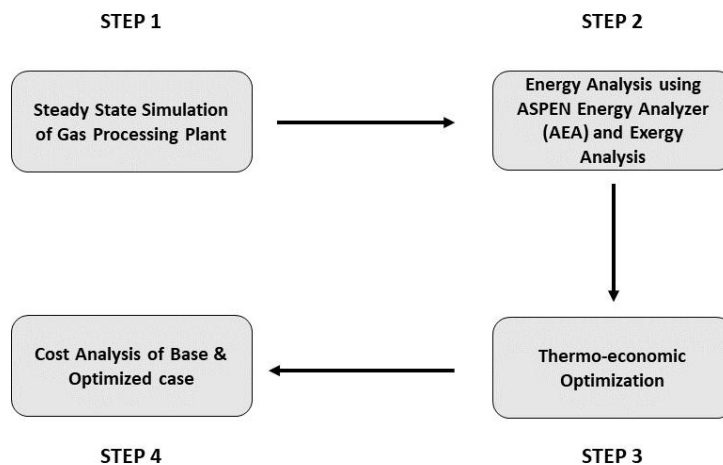 STEP 1
Steady State Simulation
of Gas Processing Plant
STEP 2
Energy Analysis using
ASPEN Energy Analyzer
(AEA) and Exergy
Analysis
Thermo-economic
Optimization
STEP 3
Cost Analysis of Base &
Optimized case
STEP 4